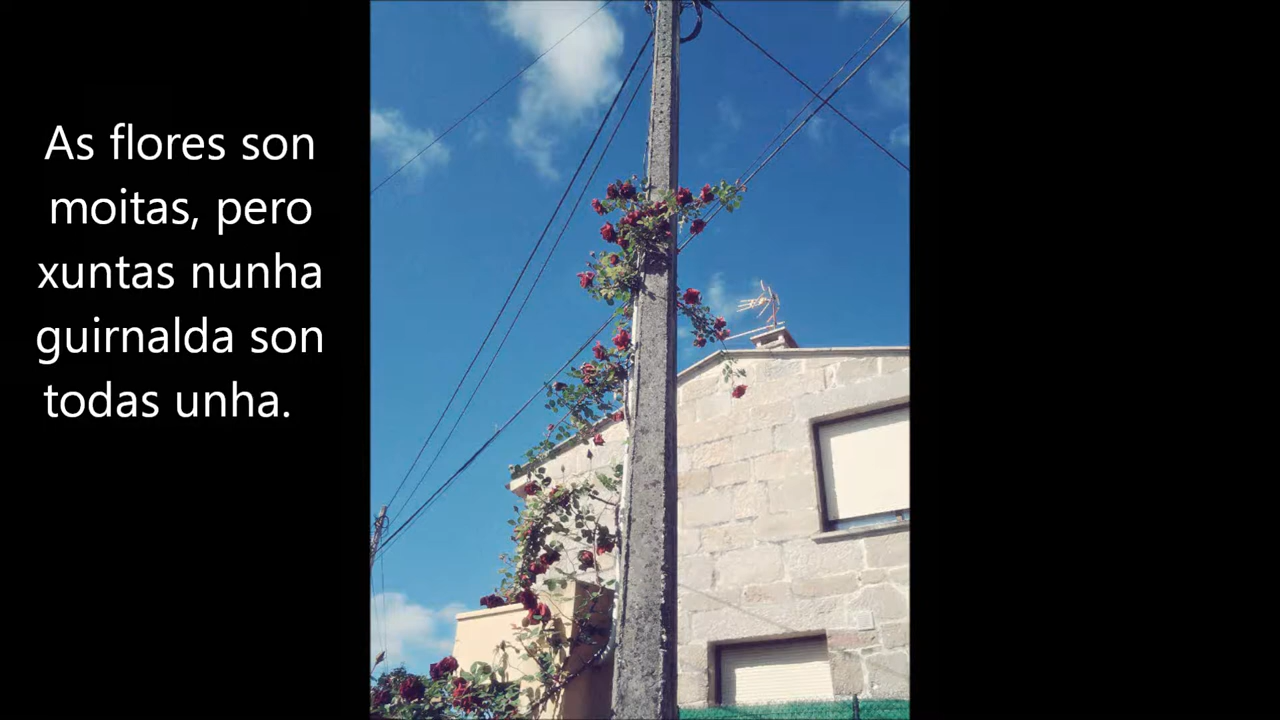 As flores son
moitas, pero
xuntas nunha
guirnalda son
todas unha.